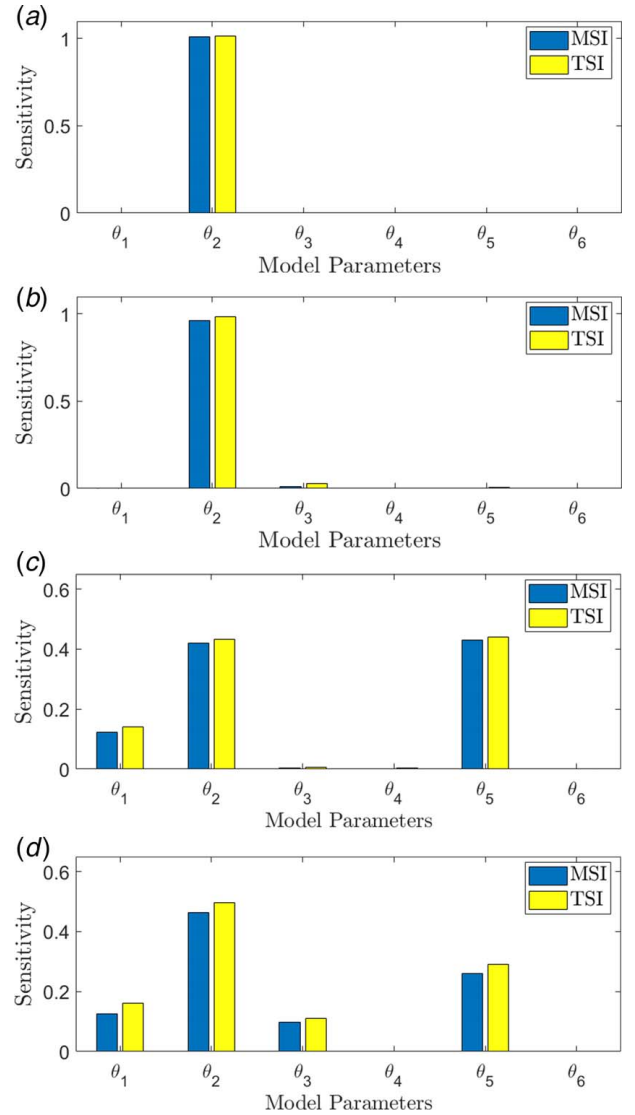 (a)
1
MSI
TSI
Sensitivity
0.5
0
θ1 θ2 θ3 θ4 θ5 θ6
Model Parameters
(b)
1
MSI
TSI
Sensitivity
0.5
0
θ1 θ2 θ3 θ4 θ5 θ6
Model Parameters
(c)
0.6
MSI
TSI
Sensitivity
0.4
0.2
0
θ1 θ2 θ3 θ4 θ5 θ6
Model Parameters
(d)
0.6
MSI
TSI
Sensitivity
0.4
0.2
0
θ1 θ2 θ3 θ4 θ5 θ6
Model Parameters